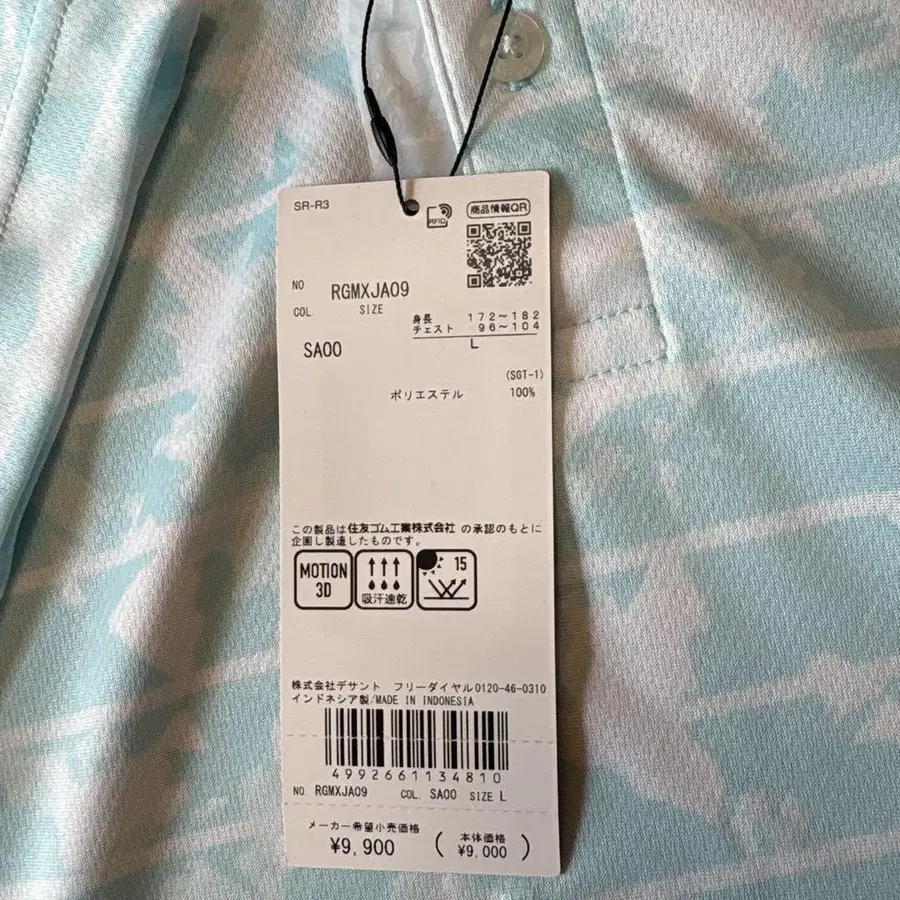 SR-R3
RFID
商品情報QR
NO. RGMXJA09
COL. SIZE
身長 172～182
チェスト 96～104
SA00 L
(SGT-1)
ポリエステル 100%
この製品は住友ゴム工業株式会社 の承認のもとに
企画し製造したものです。
MOTION
3D
吸汗速乾
15
株式会社デサント フリーダイヤル0120-46-0310
インドネシア製/MADE IN INDONESIA
4992661134810
NO. RGMXJA09 COL. SA00 SIZE L
メーカー希望小売価格
¥9,900
(本体価格
¥9,000)